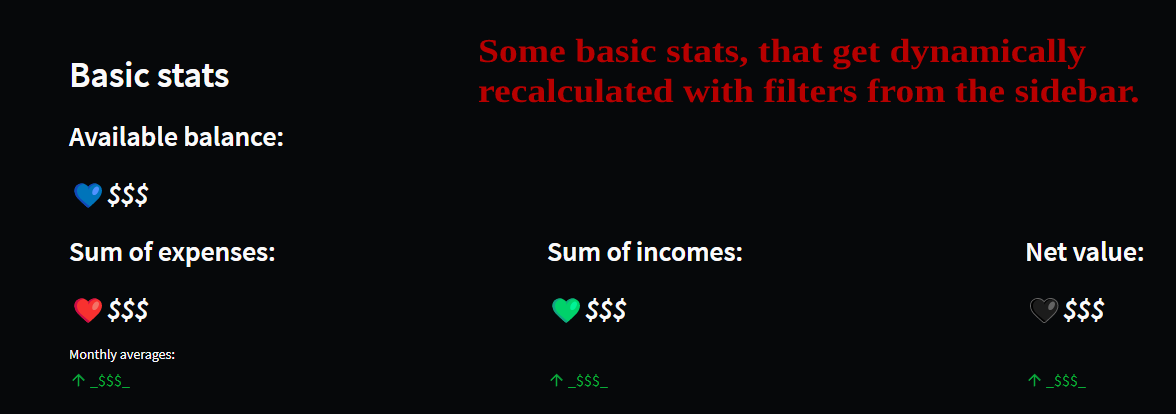 Some basic stats, that get dynamically
recalculated with filters from the sidebar.
Basic stats
Available balance:
💙 $$$
Sum of expenses:
❤️ $$$
Sum of incomes:
💚 $$$
Net value:
🖤 $$$
Monthly averages:
↑ _$$$_
↑ _$$$_
↑ _$$$_